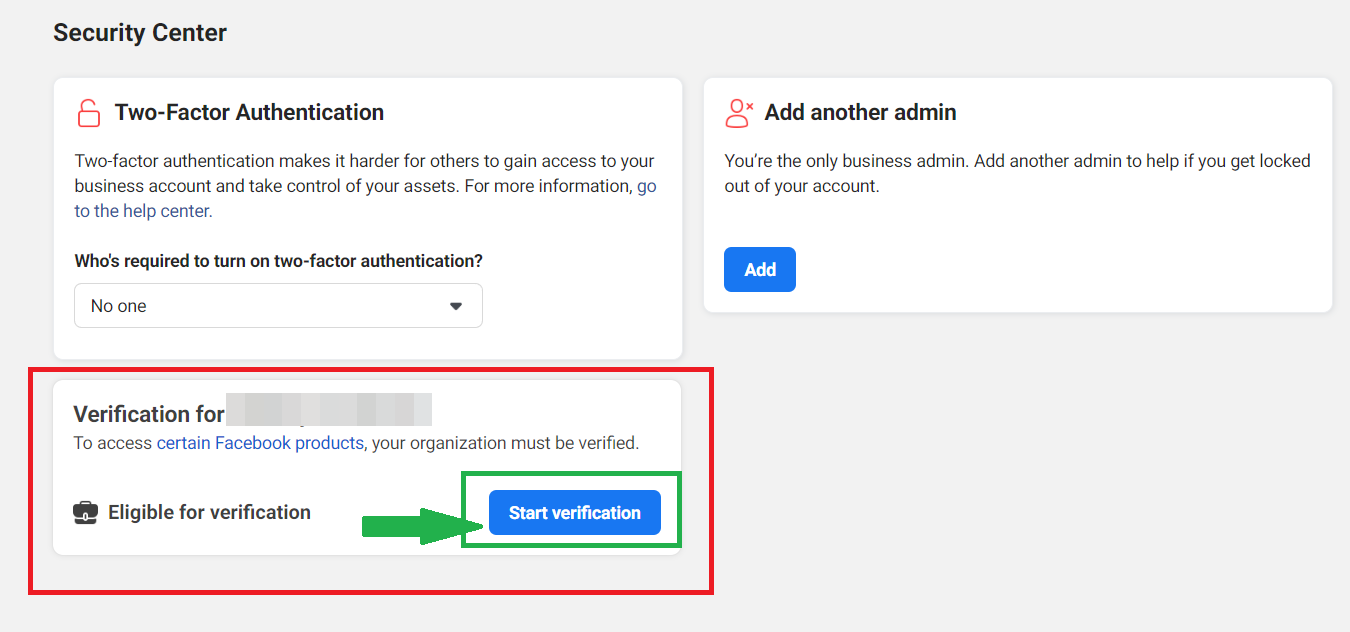 Security Center
Two-Factor Authentication
Two-factor authentication makes it harder for others to gain access to your
business account and take control of your assets. For more information, go
to the help center.
Who's required to turn on two-factor authentication?
No one
Add another admin
You’re the only business admin. Add another admin to help if you get locked
out of your account.
Add
Verification for
To access certain Facebook products, your organization must be verified.
Eligible for verification
Start verification